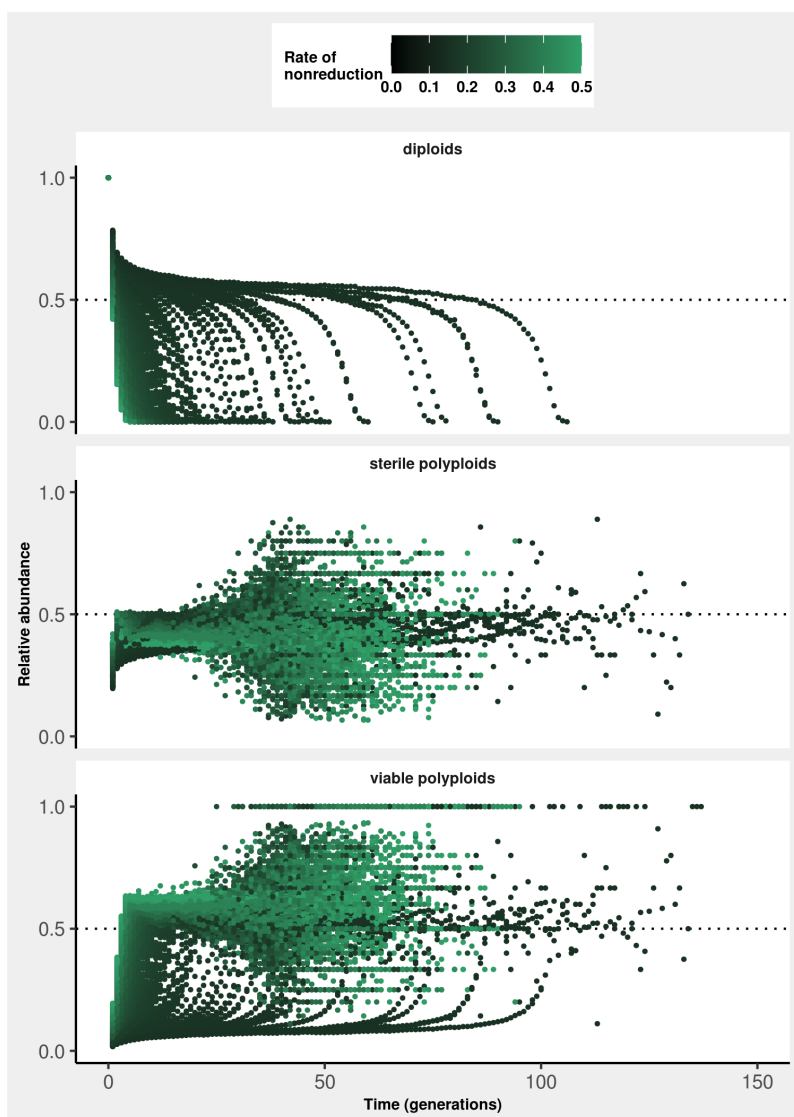 Rate of
nonreduction
0.0 0.1 0.2 0.3 0.4 0.5
diploids
1.0
0.5
0.0
sterile polyploids
1.0
0.5
0.0
Relative abundance
viable polyploids
1.0
0.5
0.0
0 50 100 150
Time (generations)